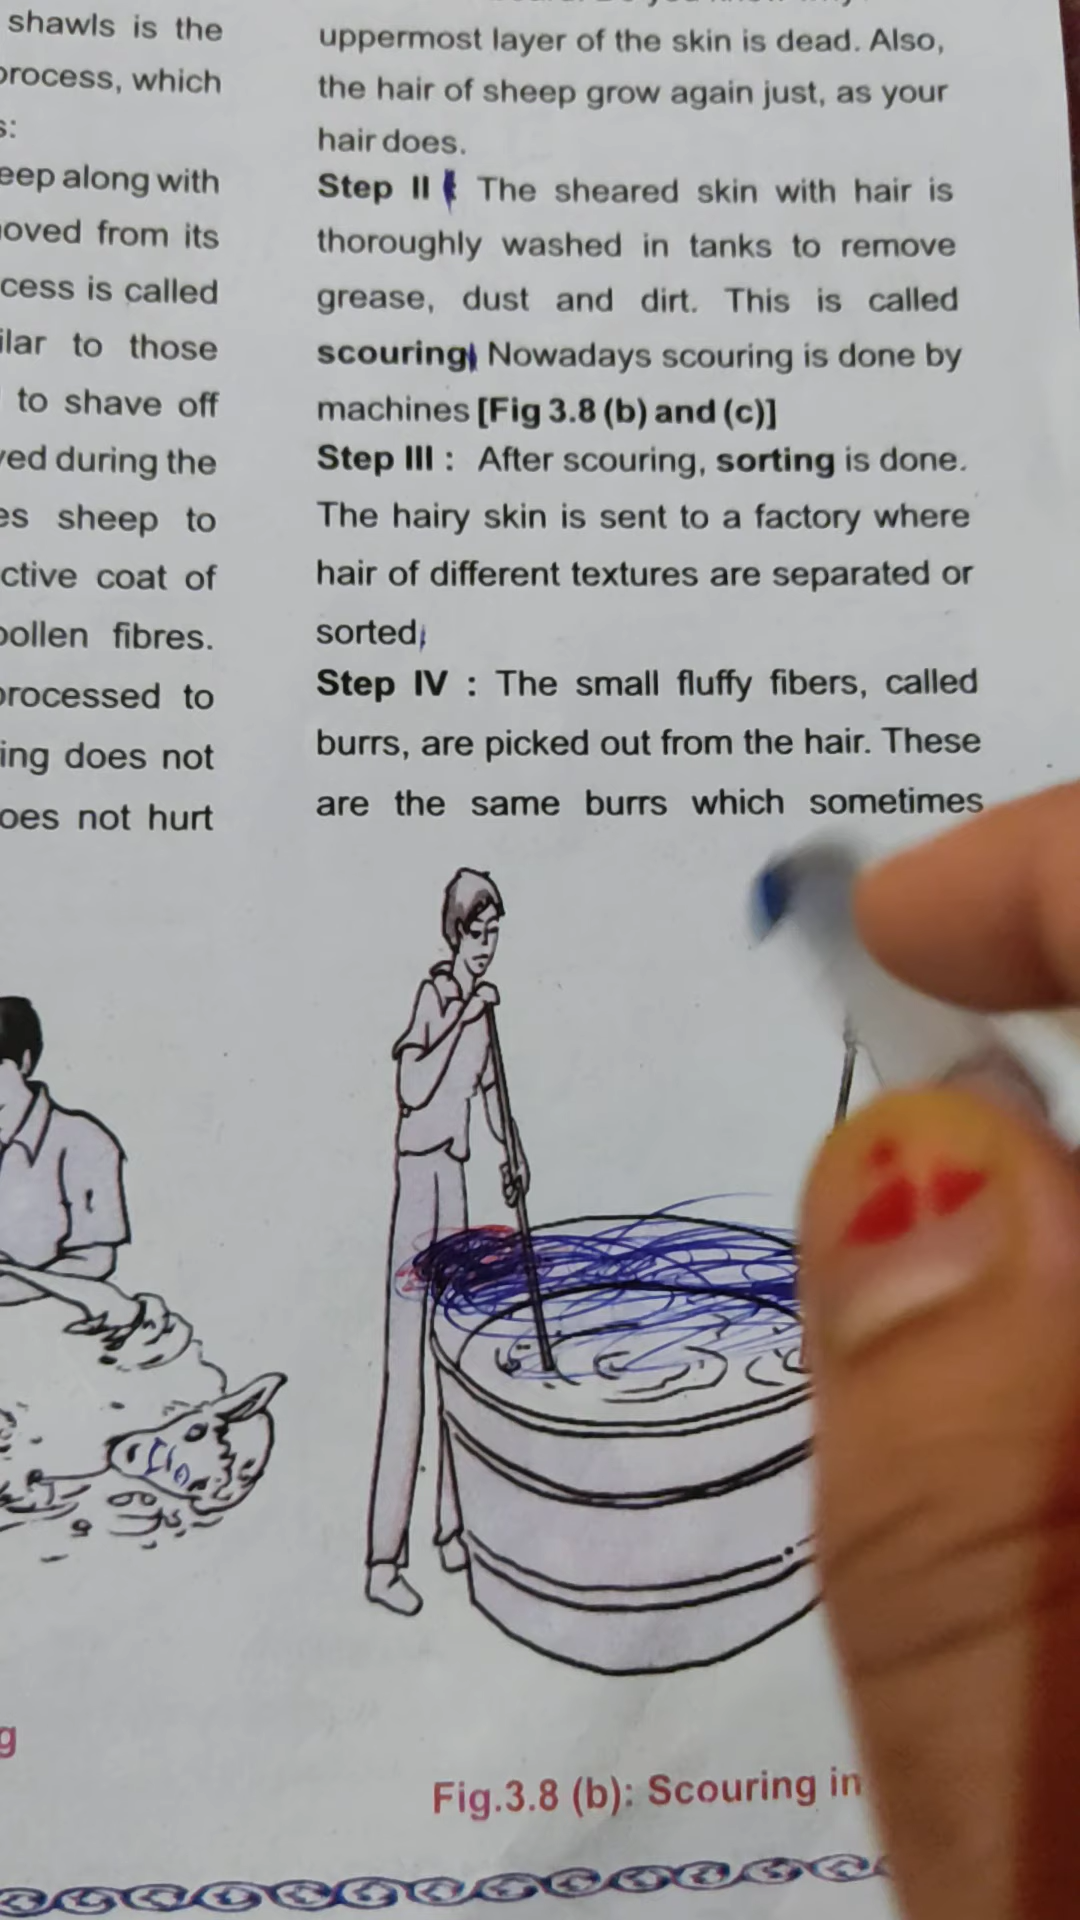 shawls is the
process, which
s:
eep along with
oved from its
cess is called
ilar to those
to shave off
ved during the
es sheep to
ctive coat of
oollen fibres.
processed to
ing does not
oes not hurt
g
uppermost layer of the skin is dead. Also,
the hair of sheep grow again just, as your
hair does.
Step II : The sheared skin with hair is
thoroughly washed in tanks to remove
grease, dust and dirt. This is called
scouring. Nowadays scouring is done by
machines [Fig 3.8 (b) and (c)]
Step III : After scouring, sorting is done.
The hairy skin is sent to a factory where
hair of different textures are separated or
sorted.
Step IV : The small fluffy fibers, called
burrs, are picked out from the hair. These
are the same burrs which sometimes
Fig.3.8 (b): Scouring in